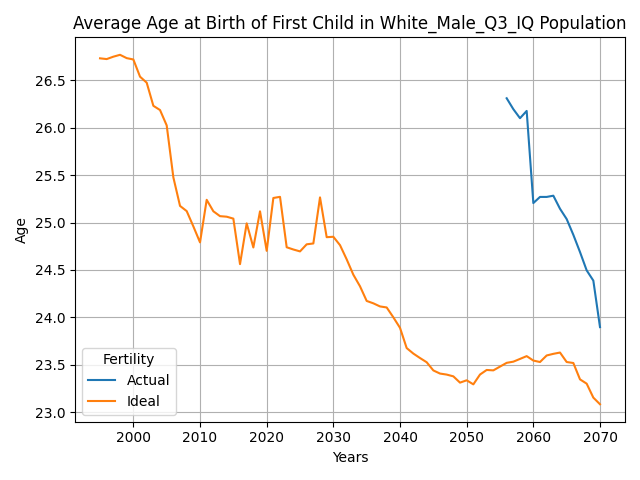 Average Age at Birth of First Child in White_Male_Q3_IQ Population
Age
26.5
26.0
25.5
25.0
24.5
24.0
23.5
23.0
Fertility
Actual
Ideal
2000 2010 2020 2030 2040 2050 2060 2070
Years